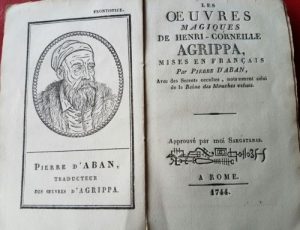 FRONTISPICE.
PIERRE D'ABAN,
TRADUCTEUR
DES ŒUVRES D'AGRIPPA.
LES
ŒUVRES
MAGIQUES
DE HENRI-CORNEILLE
AGRIPPA,
MISES EN FRANÇAIS
Par PIERRE D'ABAN,
Avec des Secrets occultes, notamment celui
de la Reine des Mouches velues.
Approuvé par moi SARGATANAS.
A ROME.
1744.